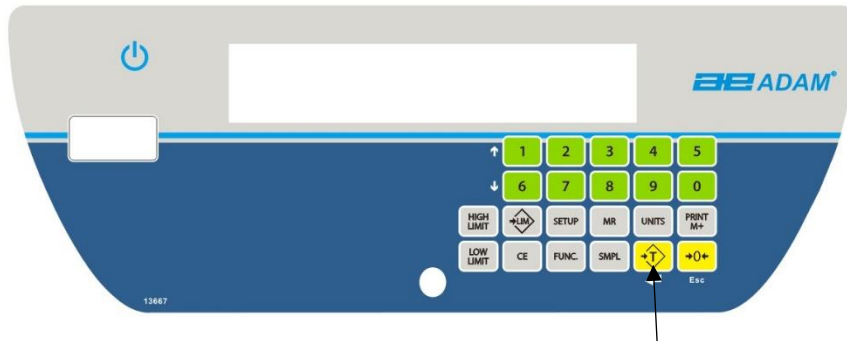 ae ADAM®
1 2 3 4 5
6 7 8 9 0
HIGH LIMIT →LIM SETUP MR UNITS PRINT M+
LOW LIMIT CE FUNC. SMPL →T →0←
Esc
13667